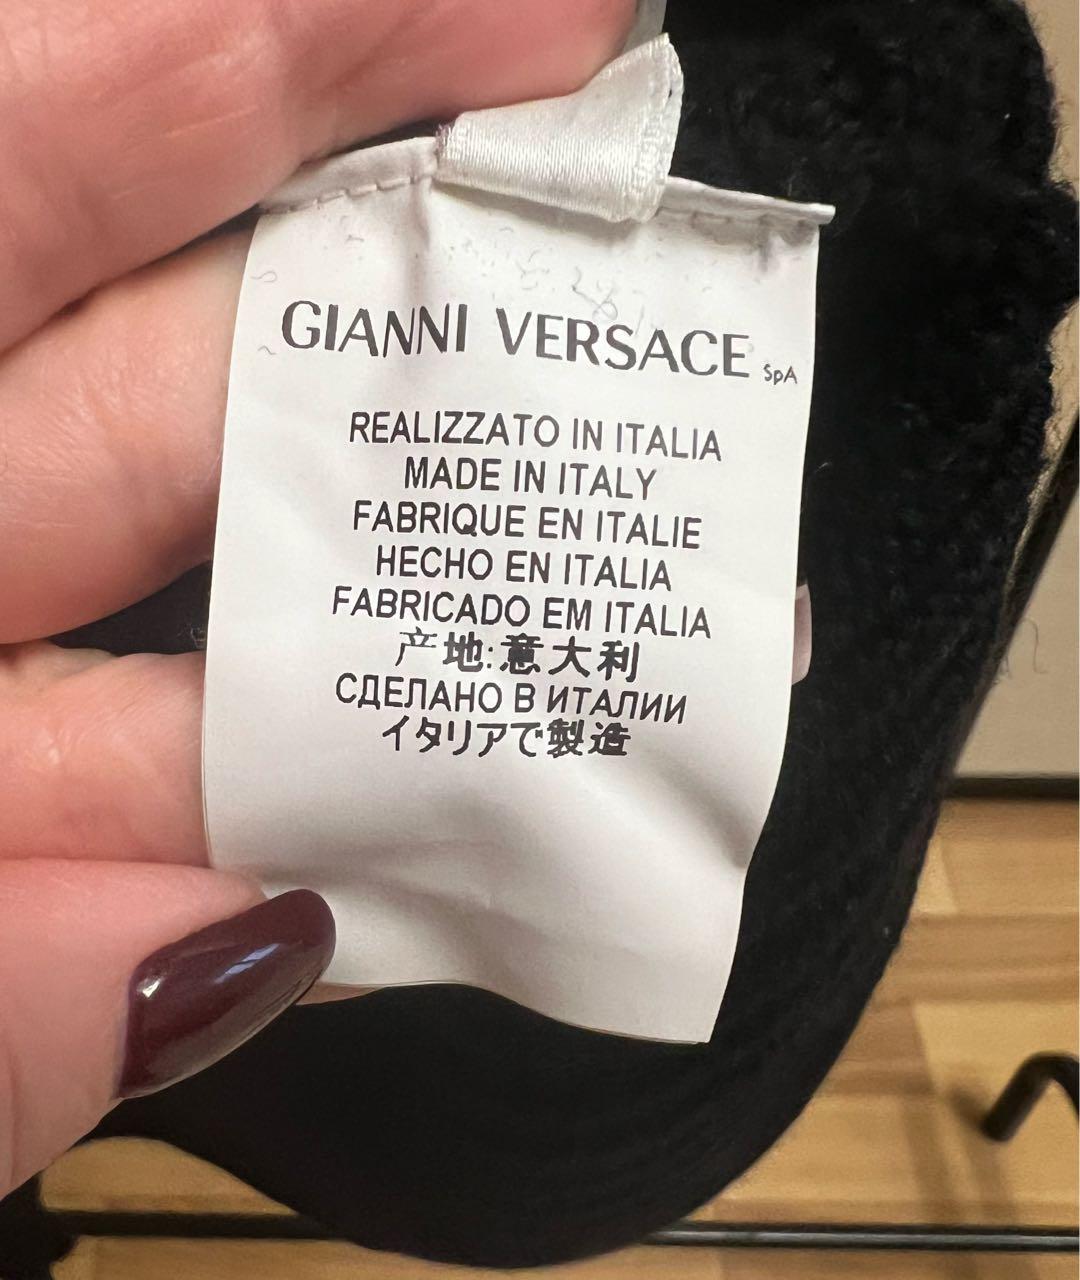 GIANNI VERSACE SpA
REALIZZATO IN ITALIA
MADE IN ITALY
FABRIQUE EN ITALIE
HECHO EN ITALIA
FABRICADO EM ITALIA
产地:意大利
СДЕЛАНО В ИТАЛИИ
イタリアで製造